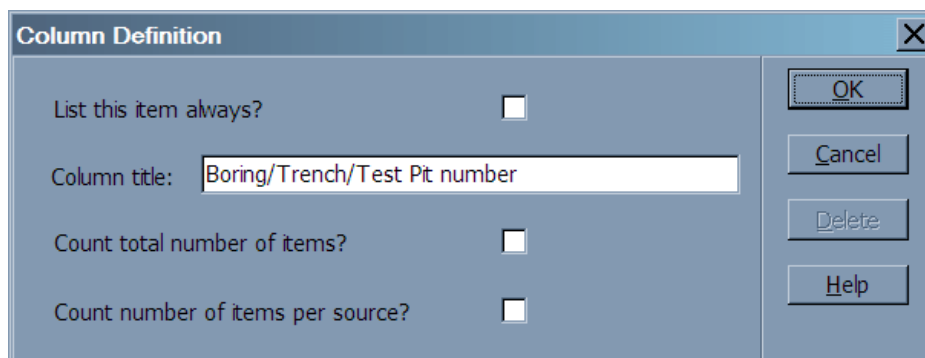 Column Definition
List this item always?
OK
Column title: Boring/Trench/Test Pit number
Cancel
Count total number of items?
Delete
Count number of items per source?
Help